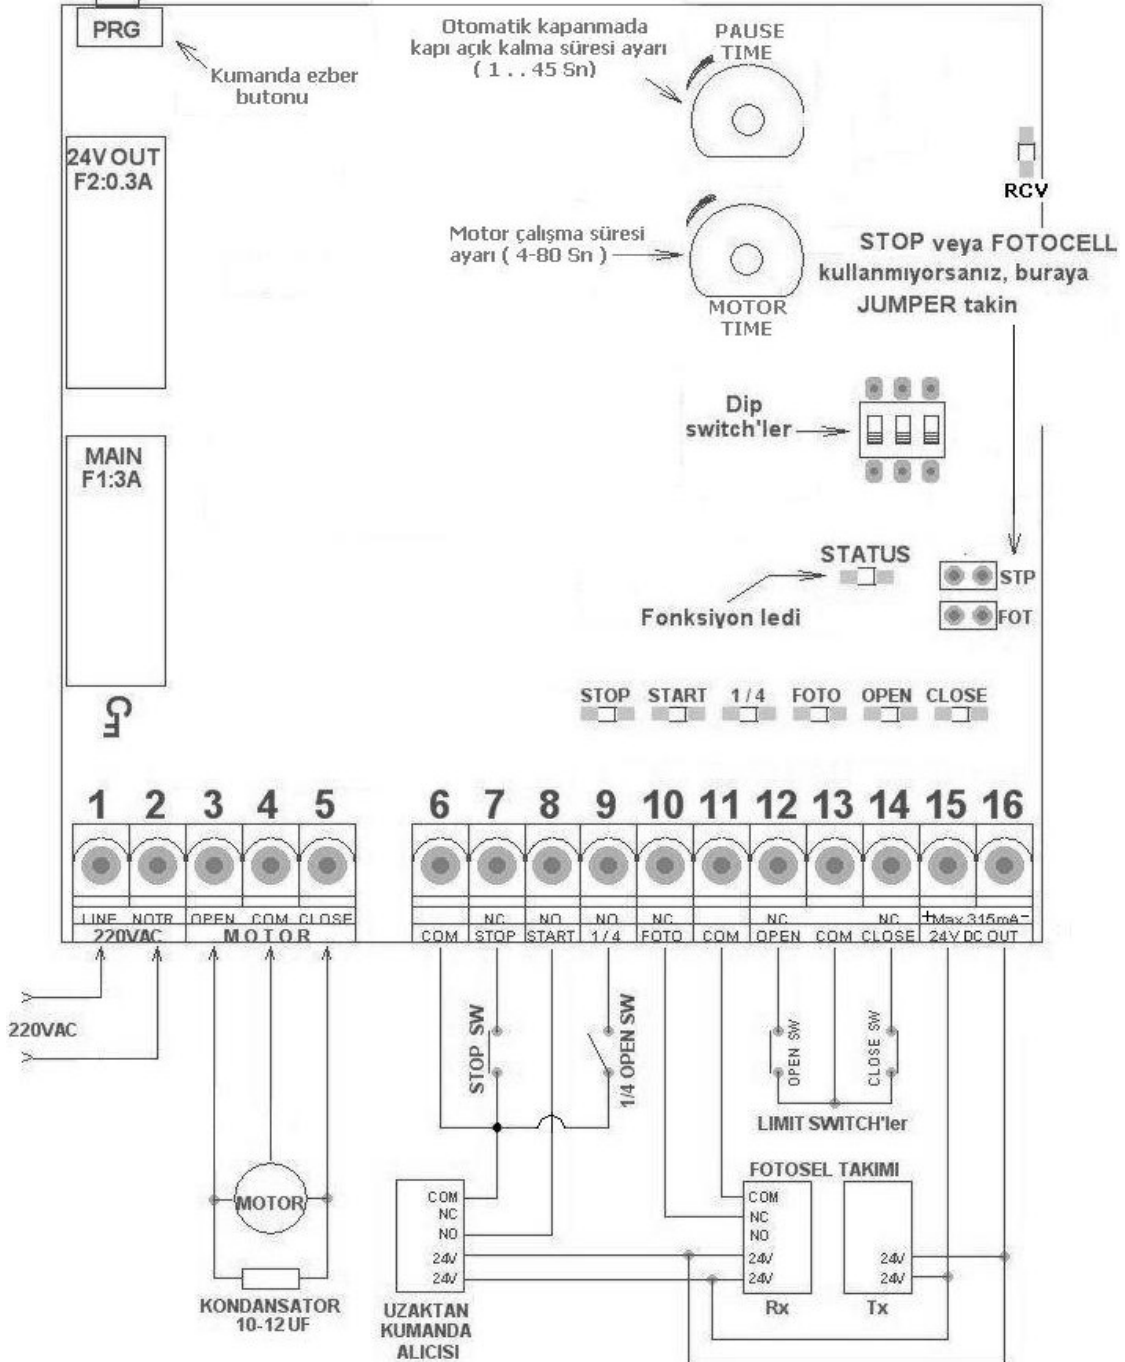 PRG
Kumanda ezber
butonu
Otomatik kapanmada
kapı açık kalma süresi ayarı
( 1 . . 45 Sn)
PAUSE
TIME
24V OUT
F2:0.3A
RCV
Motor çalışma süresi
ayarı ( 4-80 Sn )
MOTOR
TIME
STOP veya FOTOCELL
kullanmıyorsanız, buraya
JUMPER takin
Dip
switch'ler
MAIN
F1:3A
STATUS
Fonksiyon ledi
STP
FOT
CF
STOP START 1/4 FOTO OPEN CLOSE
1 2 3 4 5 6 7 8 9 10 11 12 13 14 15 16
LINE NOTR OPEN COM CLOSE NC NO NO NC NC NC +Max 315mA-
220VAC MOTOR COM STOP START 1/4 FOTO COM OPEN COM CLOSE 24V DC OUT
220VAC
STOP SW
1/4 OPEN SW
OPEN SW
CLOSE SW
LIMIT SWITCH'ler
MOTOR
KONDANSATOR
10-12 UF
COM
NC
NO
24V
24V
UZAKTAN
KUMANDA
ALICISI
FOTOSEL TAKIMI
COM
NC
NO
24V
24V
Rx
24V
24V
Tx